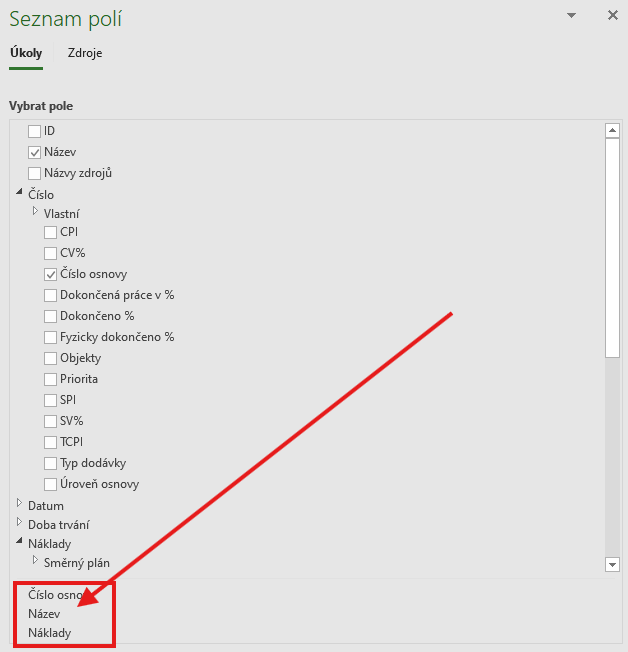 Seznam polí
Úkoly Zdroje
Vybrat pole
ID
Název
Názvy zdrojů
Číslo
Vlastní
CPI
CV%
Číslo osnovy
Dokončená práce v %
Dokončeno %
Fyzicky dokončeno %
Objekty
Priorita
SPI
SV%
TCPI
Typ dodávky
Úroveň osnovy
Datum
Doba trvání
Náklady
Směrný plán
Číslo osnovy
Název
Náklady